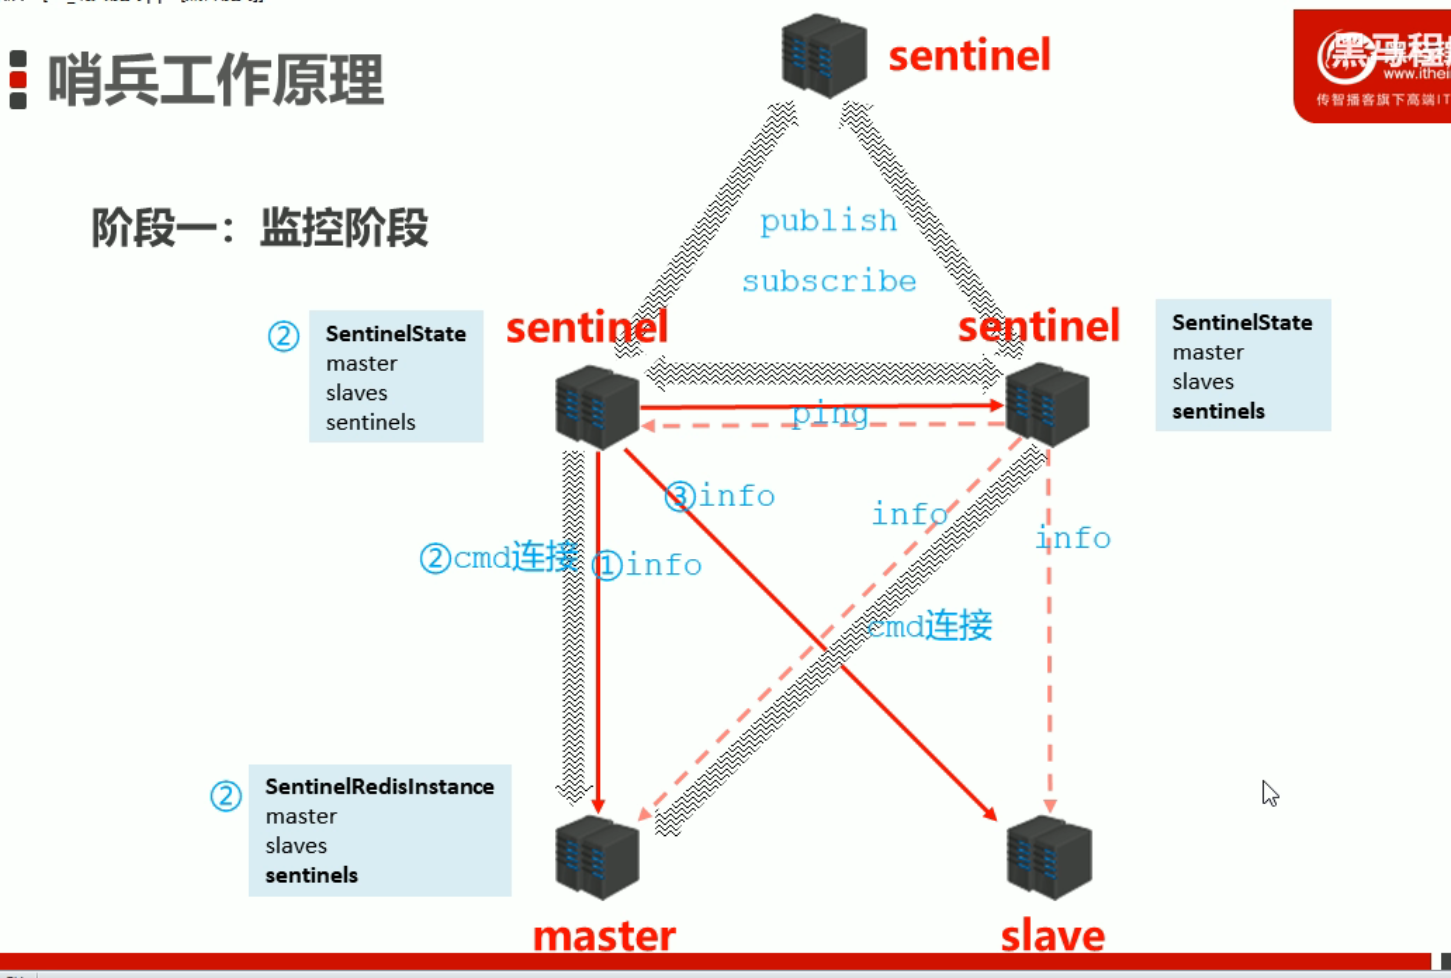 哨兵工作原理
sentinel
黑马程
www.ithei
传智播客旗下高端IT
阶段一：监控阶段
publish
subscribe
② SentinelState
master
slaves
sentinels
sentinel
sentinel
SentinelState
master
slaves
sentinels
ping
③info
info
info
②cmd连接
①info
cmd连接
② SentinelRedisInstance
master
slaves
sentinels
master
slave